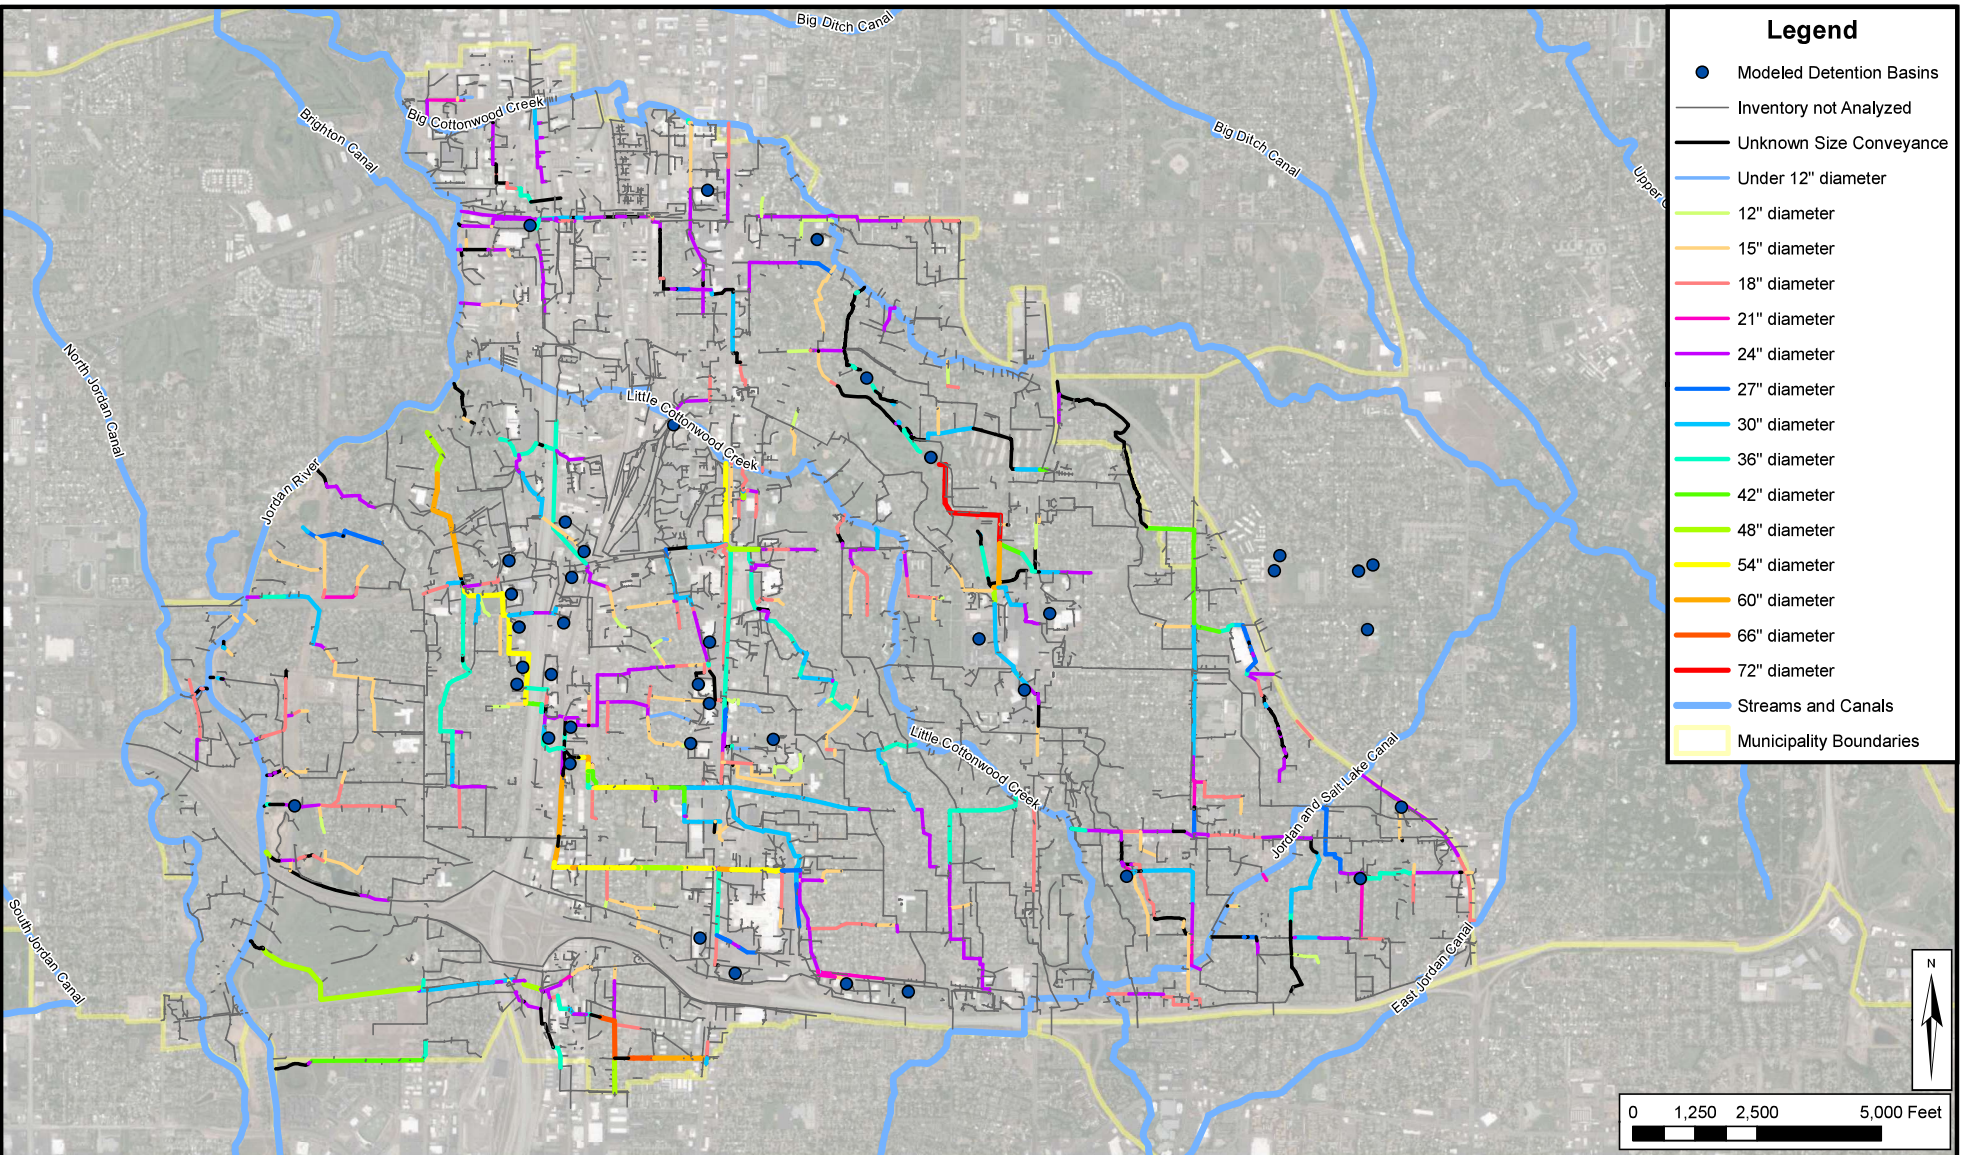 Big Ditch Canal
Big Cottonwood Creek
Brighton Canal
Big Ditch Canal
Upper
North Jordan Canal
Little Cottonwood Creek
Jordan River
Little Cottonwood Creek
Jordan and Salt Lake Canal
South Jordan Canal
East Jordan Canal
Legend
Modeled Detention Basins
Inventory not Analyzed
Unknown Size Conveyance
Under 12" diameter
12" diameter
15" diameter
18" diameter
21" diameter
24" diameter
27" diameter
30" diameter
36" diameter
42" diameter
48" diameter
54" diameter
60" diameter
66" diameter
72" diameter
Streams and Canals
Municipality Boundaries
N
0 1,250 2,500 5,000 Feet